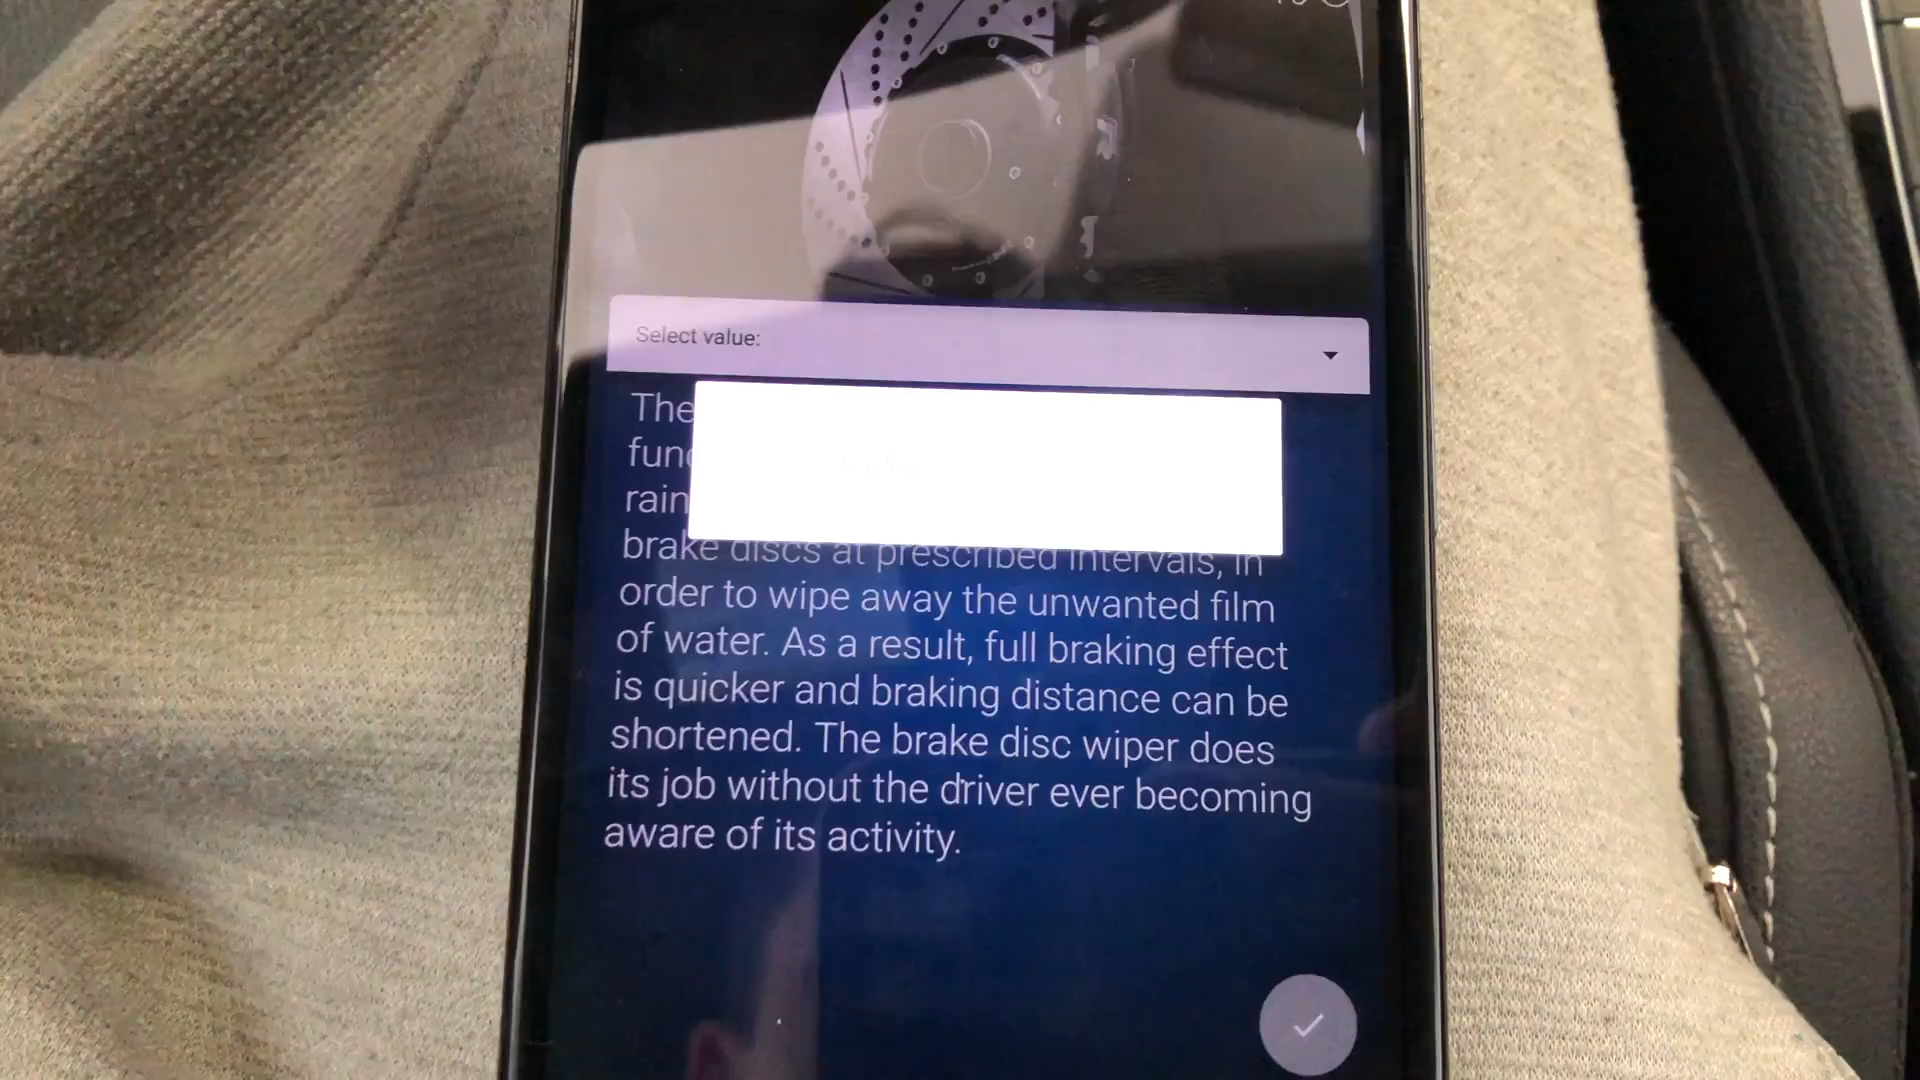 Select value:
The
func
rain
brake discs at prescribed intervals, in
order to wipe away the unwanted film
of water. As a result, full braking effect
is quicker and braking distance can be
shortened. The brake disc wiper does
its job without the driver ever becoming
aware of its activity.